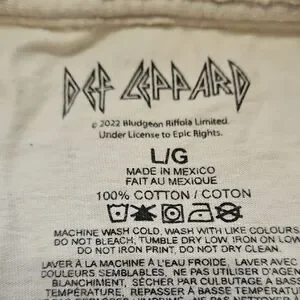 DEF LEPPARD
© 2022 Bludgeon Riffola Limited.
Under License to Epic Rights.
L/G
MADE IN MEXICO
FAIT AU MEXIQUE
100% COTTON / COTON
MACHINE WASH COLD, WASH WITH LIKE COLOURS,
DO NOT BLEACH, TUMBLE DRY LOW, IRON ON LOW
DO NOT IRON PRINT, DO NOT DRY CLEAN.
LAVER À LA MACHINE À L'EAU FROIDE, LAVER AVEC
COULEURS SEMBLABLES, NE PAS UTILISER D'AGEN
BLANCHIMENT, SÉCHER PAR CULBUTAGE À BASS
TEMPÉRATURE, REPASSER À BASSE TEMPÉRATU